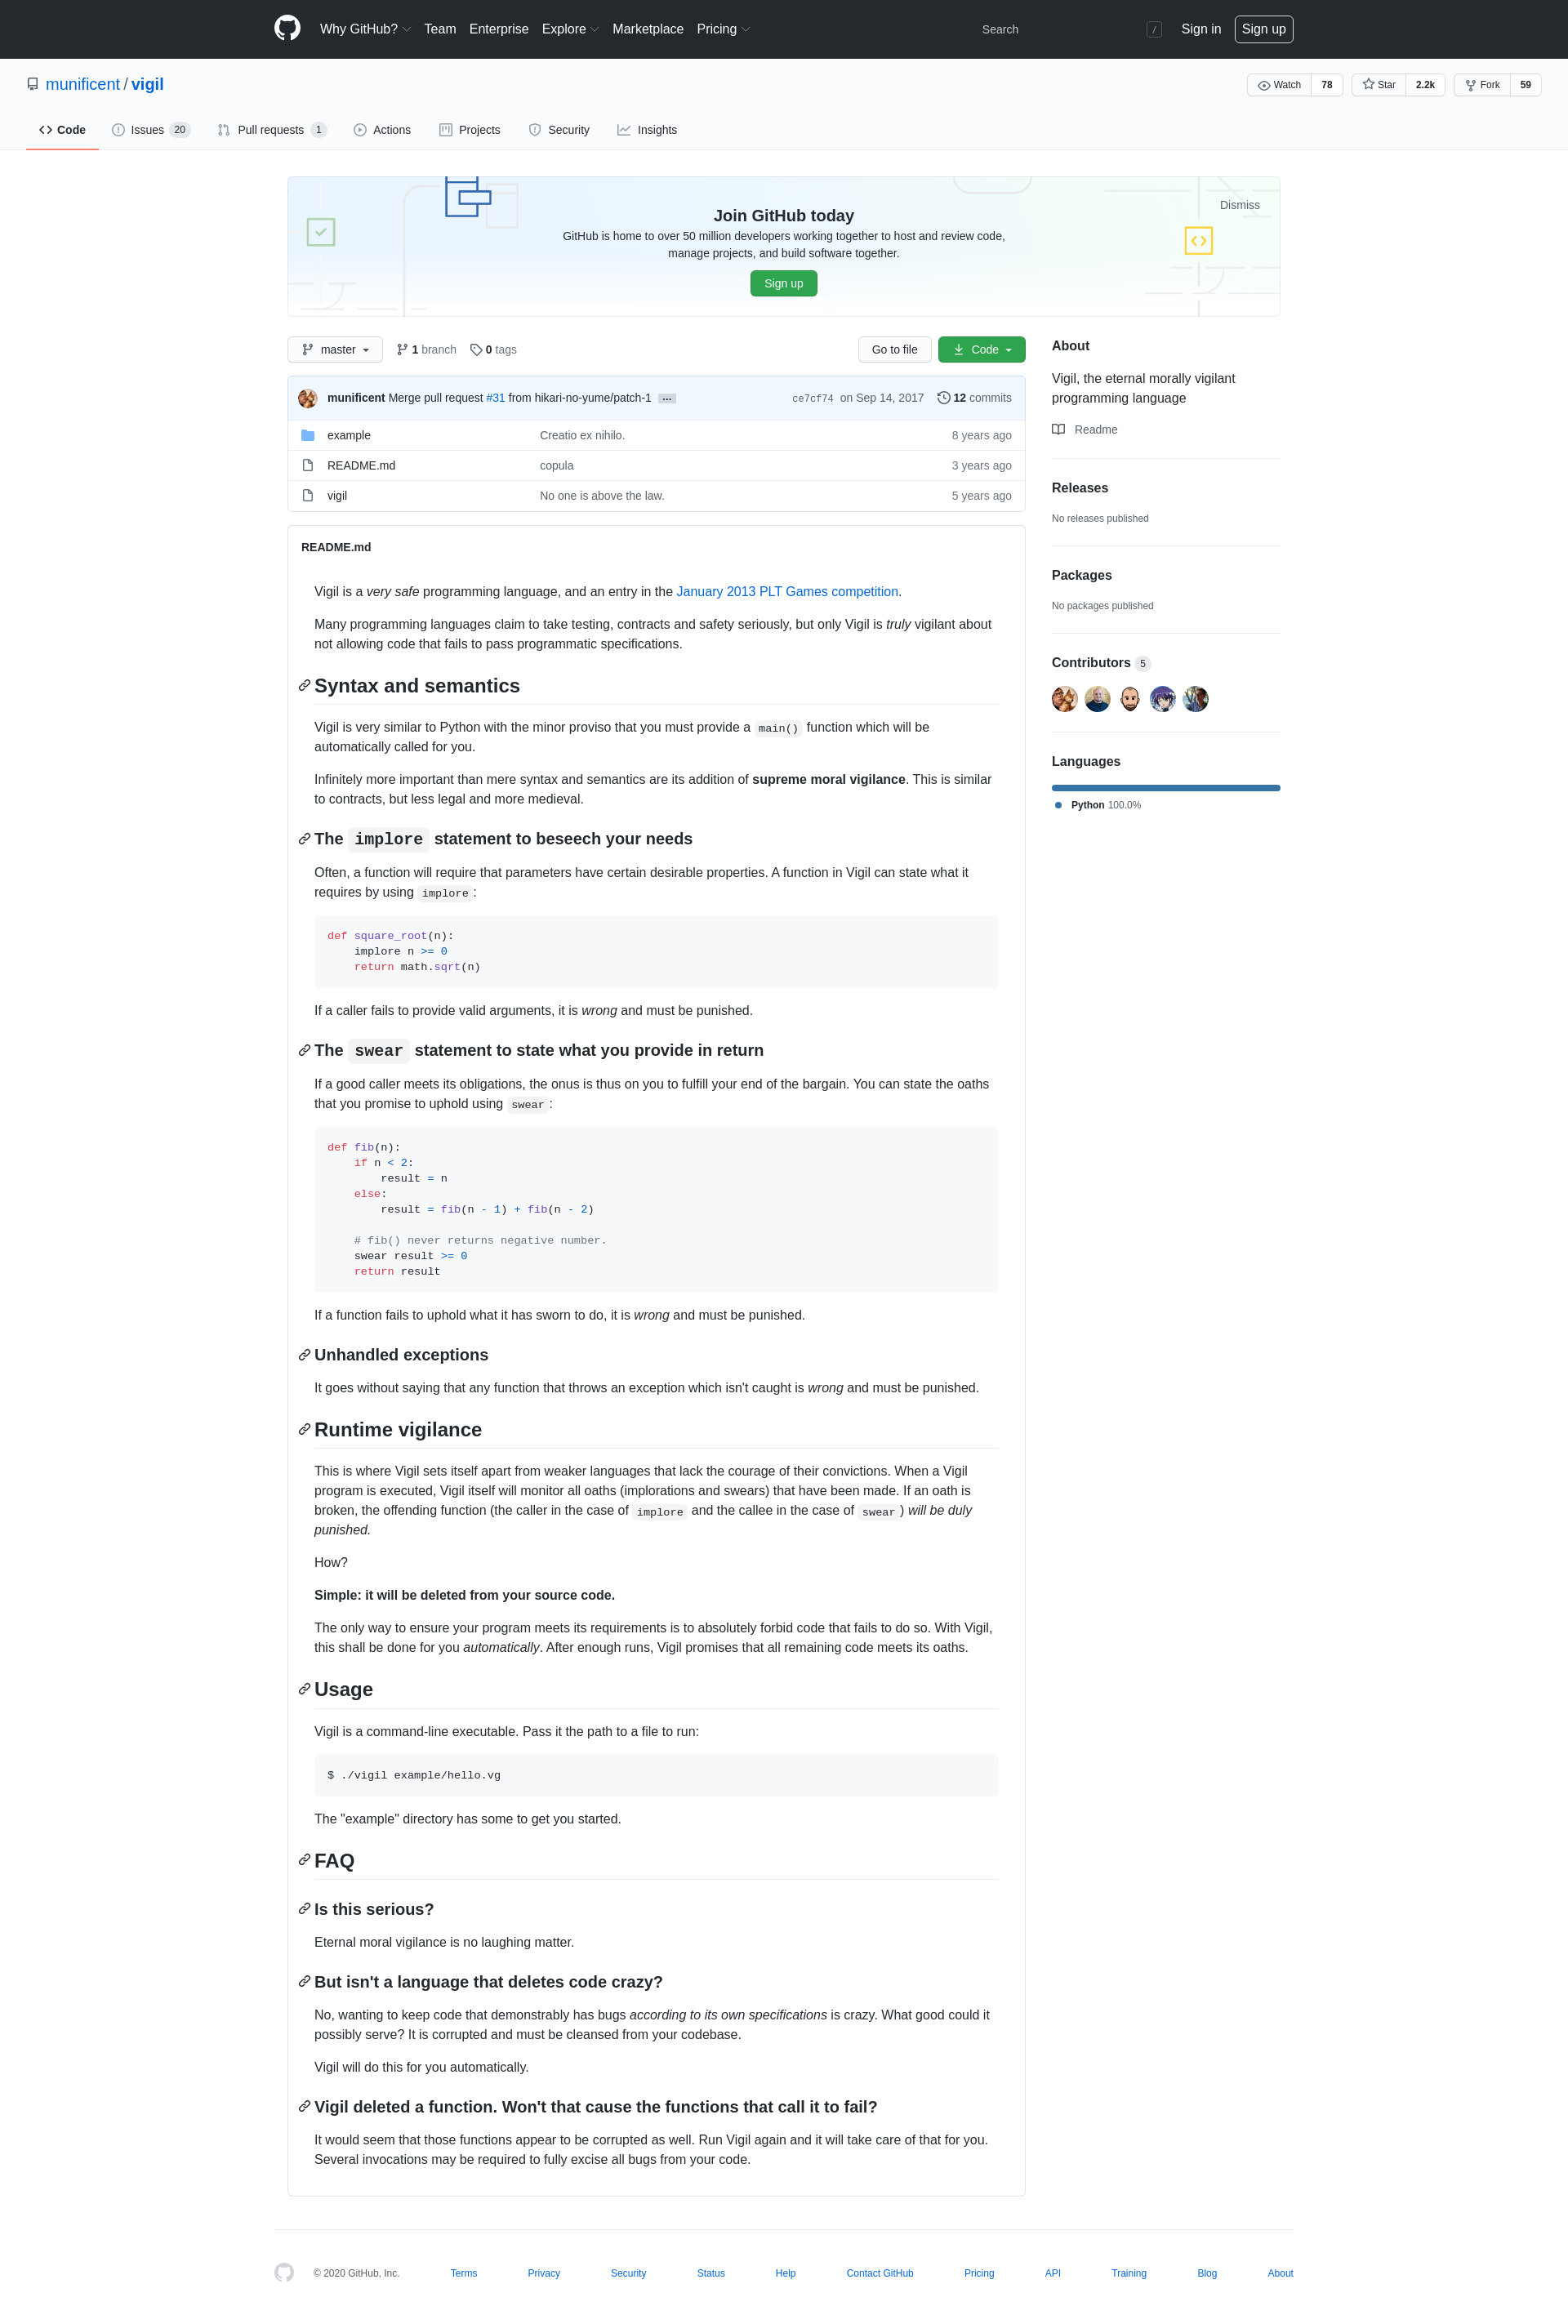 Why GitHub? Team Enterprise Explore Marketplace Pricing Search / Sign in Sign up
munificent / vigil Watch 78 Star 2.2k Fork 59
Code Issues 20 Pull requests 1 Actions Projects Security Insights
Dismiss
Join GitHub today
GitHub is home to over 50 million developers working together to host and review code,
manage projects, and build software together.
Sign up
master 1 branch 0 tags Go to file Code
munificent Merge pull request #31 from hikari-no-yume/patch-1 … ce7cf74 on Sep 14, 2017 12 commits
example Creatio ex nihilo. 8 years ago
README.md copula 3 years ago
vigil No one is above the law. 5 years ago
README.md
Vigil is a very safe programming language, and an entry in the January 2013 PLT Games competition.
Many programming languages claim to take testing, contracts and safety seriously, but only Vigil is truly vigilant about
not allowing code that fails to pass programmatic specifications.
Syntax and semantics
Vigil is very similar to Python with the minor proviso that you must provide a main() function which will be
automatically called for you.
Infinitely more important than mere syntax and semantics are its addition of supreme moral vigilance. This is similar
to contracts, but less legal and more medieval.
The implore statement to beseech your needs
Often, a function will require that parameters have certain desirable properties. A function in Vigil can state what it
requires by using implore:
def square_root(n):
    implore n >= 0
    return math.sqrt(n)
If a caller fails to provide valid arguments, it is wrong and must be punished.
The swear statement to state what you provide in return
If a good caller meets its obligations, the onus is thus on you to fulfill your end of the bargain. You can state the oaths
that you promise to uphold using swear:
def fib(n):
    if n < 2:
        result = n
    else:
        result = fib(n - 1) + fib(n - 2)
    # fib() never returns negative number.
    swear result >= 0
    return result
If a function fails to uphold what it has sworn to do, it is wrong and must be punished.
Unhandled exceptions
It goes without saying that any function that throws an exception which isn't caught is wrong and must be punished.
Runtime vigilance
This is where Vigil sets itself apart from weaker languages that lack the courage of their convictions. When a Vigil
program is executed, Vigil itself will monitor all oaths (implorations and swears) that have been made. If an oath is
broken, the offending function (the caller in the case of implore and the callee in the case of swear) will be duly
punished.
How?
Simple: it will be deleted from your source code.
The only way to ensure your program meets its requirements is to absolutely forbid code that fails to do so. With Vigil,
this shall be done for you automatically. After enough runs, Vigil promises that all remaining code meets its oaths.
Usage
Vigil is a command-line executable. Pass it the path to a file to run:
$ ./vigil example/hello.vg
The "example" directory has some to get you started.
FAQ
Is this serious?
Eternal moral vigilance is no laughing matter.
But isn't a language that deletes code crazy?
No, wanting to keep code that demonstrably has bugs according to its own specifications is crazy. What good could it
possibly serve? It is corrupted and must be cleansed from your codebase.
Vigil will do this for you automatically.
Vigil deleted a function. Won't that cause the functions that call it to fail?
It would seem that those functions appear to be corrupted as well. Run Vigil again and it will take care of that for you.
Several invocations may be required to fully excise all bugs from your code.
About
Vigil, the eternal morally vigilant
programming language
Readme
Releases
No releases published
Packages
No packages published
Contributors 5
Languages
Python 100.0%
© 2020 GitHub, Inc. Terms Privacy Security Status Help Contact GitHub Pricing API Training Blog About